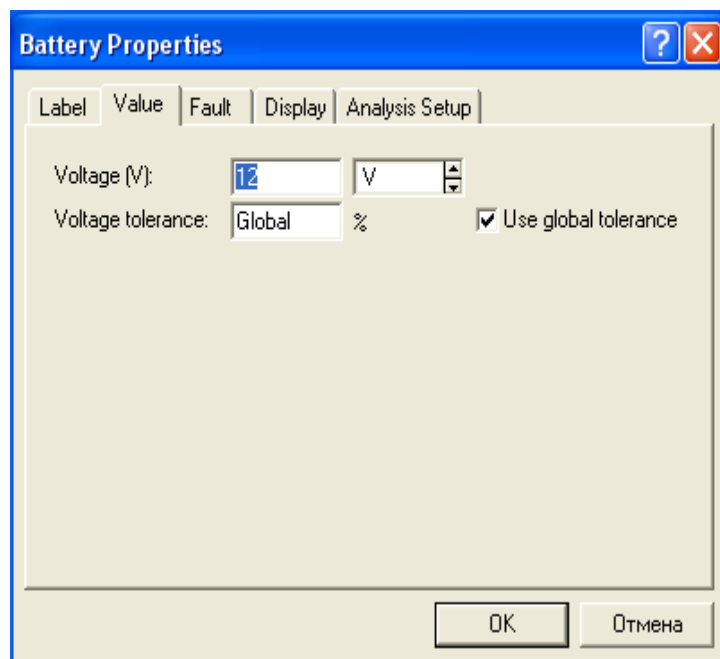 Battery Properties
?
Label Value Fault Display Analysis Setup
Voltage (V): 12 V
Voltage tolerance: Global % Use global tolerance
OK Отмена